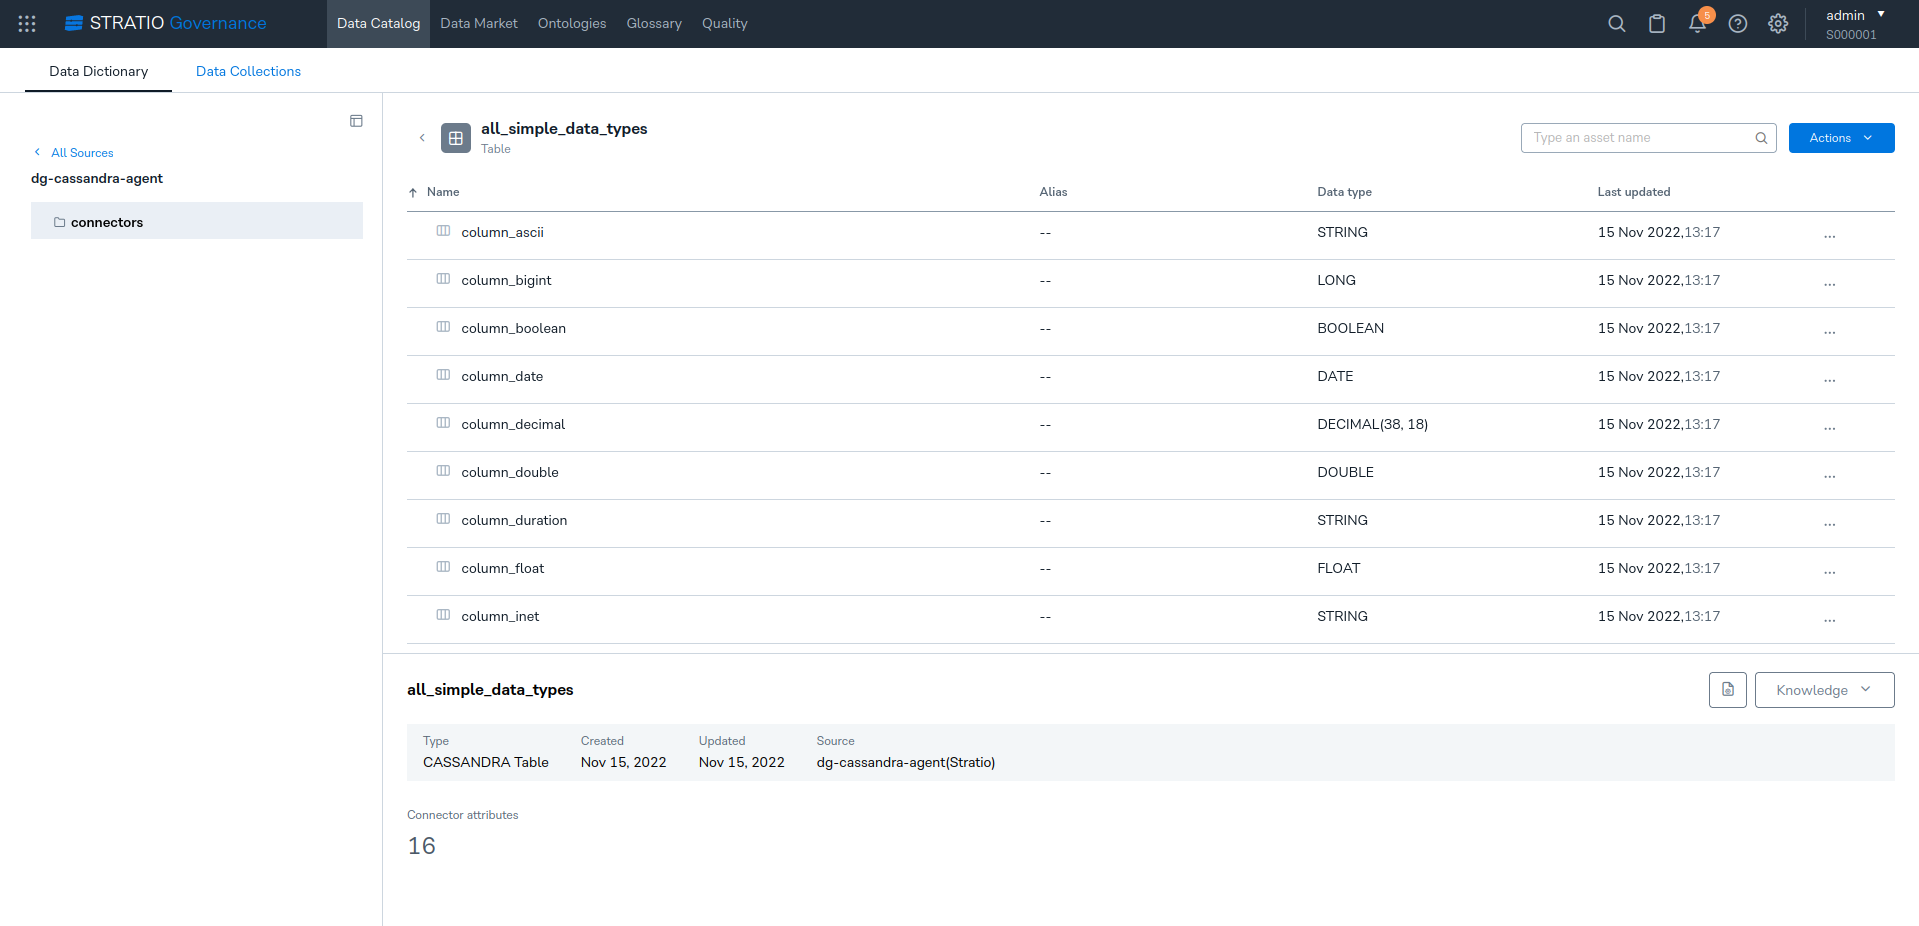 STRATIO Governance Data Catalog Data Market Ontologies Glossary Quality 5 admin
S000001
Data Dictionary Data Collections
All Sources
dg-cassandra-agent
connectors
all_simple_data_types
Table
Type an asset name Actions
Name Alias Data type Last updated
column_ascii -- STRING 15 Nov 2022,13:17 ...
column_bigint -- LONG 15 Nov 2022,13:17 ...
column_boolean -- BOOLEAN 15 Nov 2022,13:17 ...
column_date -- DATE 15 Nov 2022,13:17 ...
column_decimal -- DECIMAL(38, 18) 15 Nov 2022,13:17 ...
column_double -- DOUBLE 15 Nov 2022,13:17 ...
column_duration -- STRING 15 Nov 2022,13:17 ...
column_float -- FLOAT 15 Nov 2022,13:17 ...
column_inet -- STRING 15 Nov 2022,13:17 ...
all_simple_data_types Knowledge
Type Created Updated Source
CASSANDRA Table Nov 15, 2022 Nov 15, 2022 dg-cassandra-agent(Stratio)
Connector attributes
16